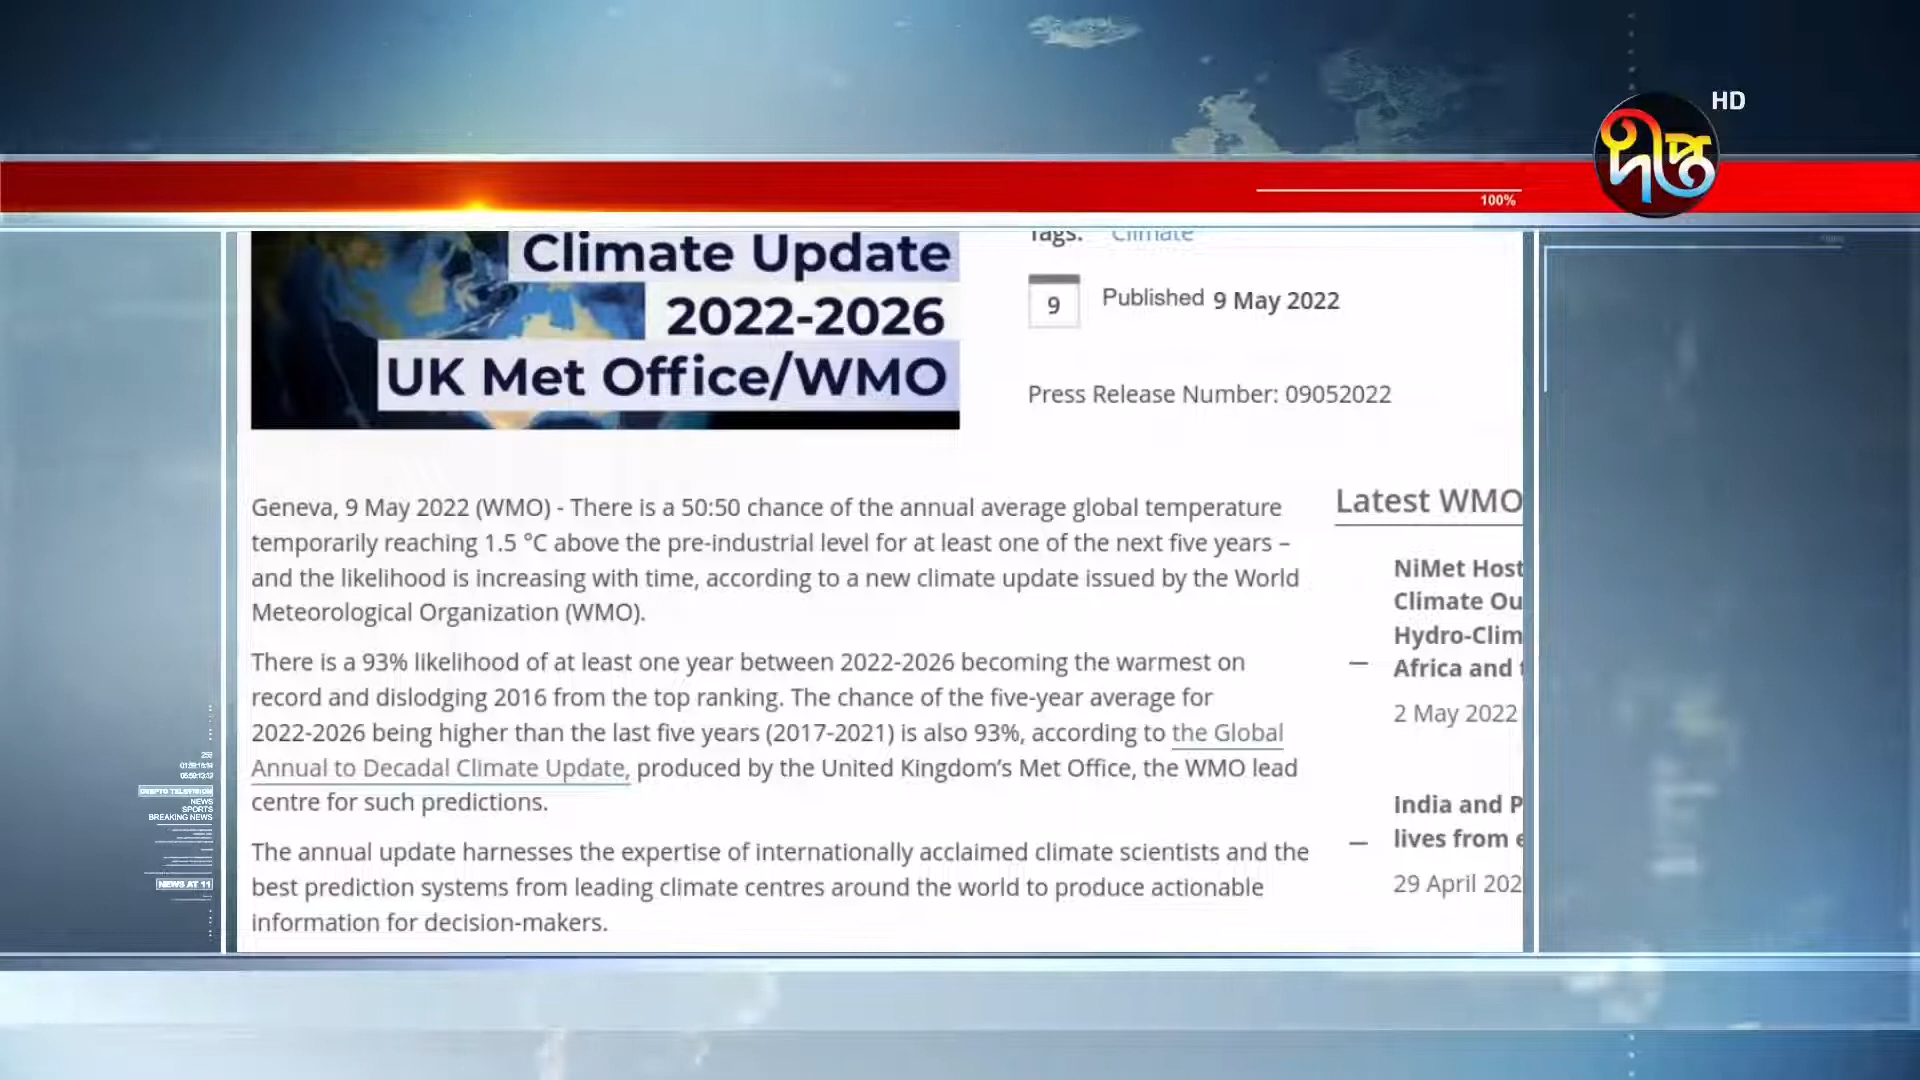 HD
দীপ্ত
100%
Climate Update
2022-2026
UK Met Office/WMO
Tags: Climate
9
Published 9 May 2022
Press Release Number: 09052022
Geneva, 9 May 2022 (WMO) - There is a 50:50 chance of the annual average global temperature
temporarily reaching 1.5 °C above the pre-industrial level for at least one of the next five years –
and the likelihood is increasing with time, according to a new climate update issued by the World
Meteorological Organization (WMO).
There is a 93% likelihood of at least one year between 2022-2026 becoming the warmest on
record and dislodging 2016 from the top ranking. The chance of the five-year average for
2022-2026 being higher than the last five years (2017-2021) is also 93%, according to the Global
Annual to Decadal Climate Update, produced by the United Kingdom’s Met Office, the WMO lead
centre for such predictions.
The annual update harnesses the expertise of internationally acclaimed climate scientists and the
best prediction systems from leading climate centres around the world to produce actionable
information for decision-makers.
Latest WMO
NiMet Host
Climate Ou
Hydro-Clim
Africa and
2 May 2022
India and P
lives from e
29 April 202
DEEPTO TELEVISION
NEWS
SPORTS
BREAKING NEWS
NEWS AT 11